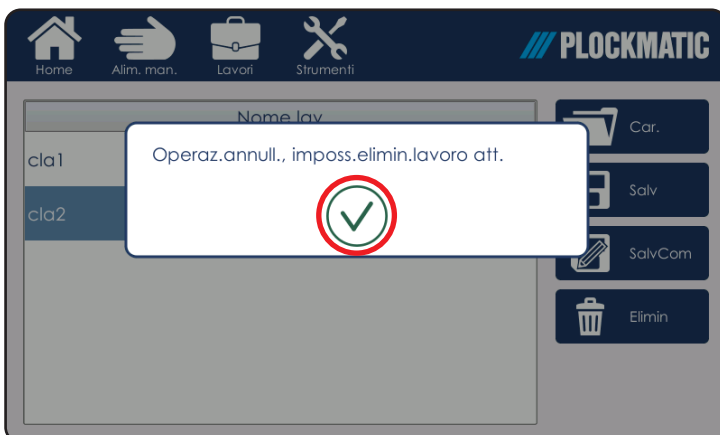 Home Alim. man. Lavori Strumenti PLOCKMATIC
Nome lav
Car.
cla1
Operaz.annull., imposs.elimin.lavoro att.
Salv
cla2
SalvCom
Elimin